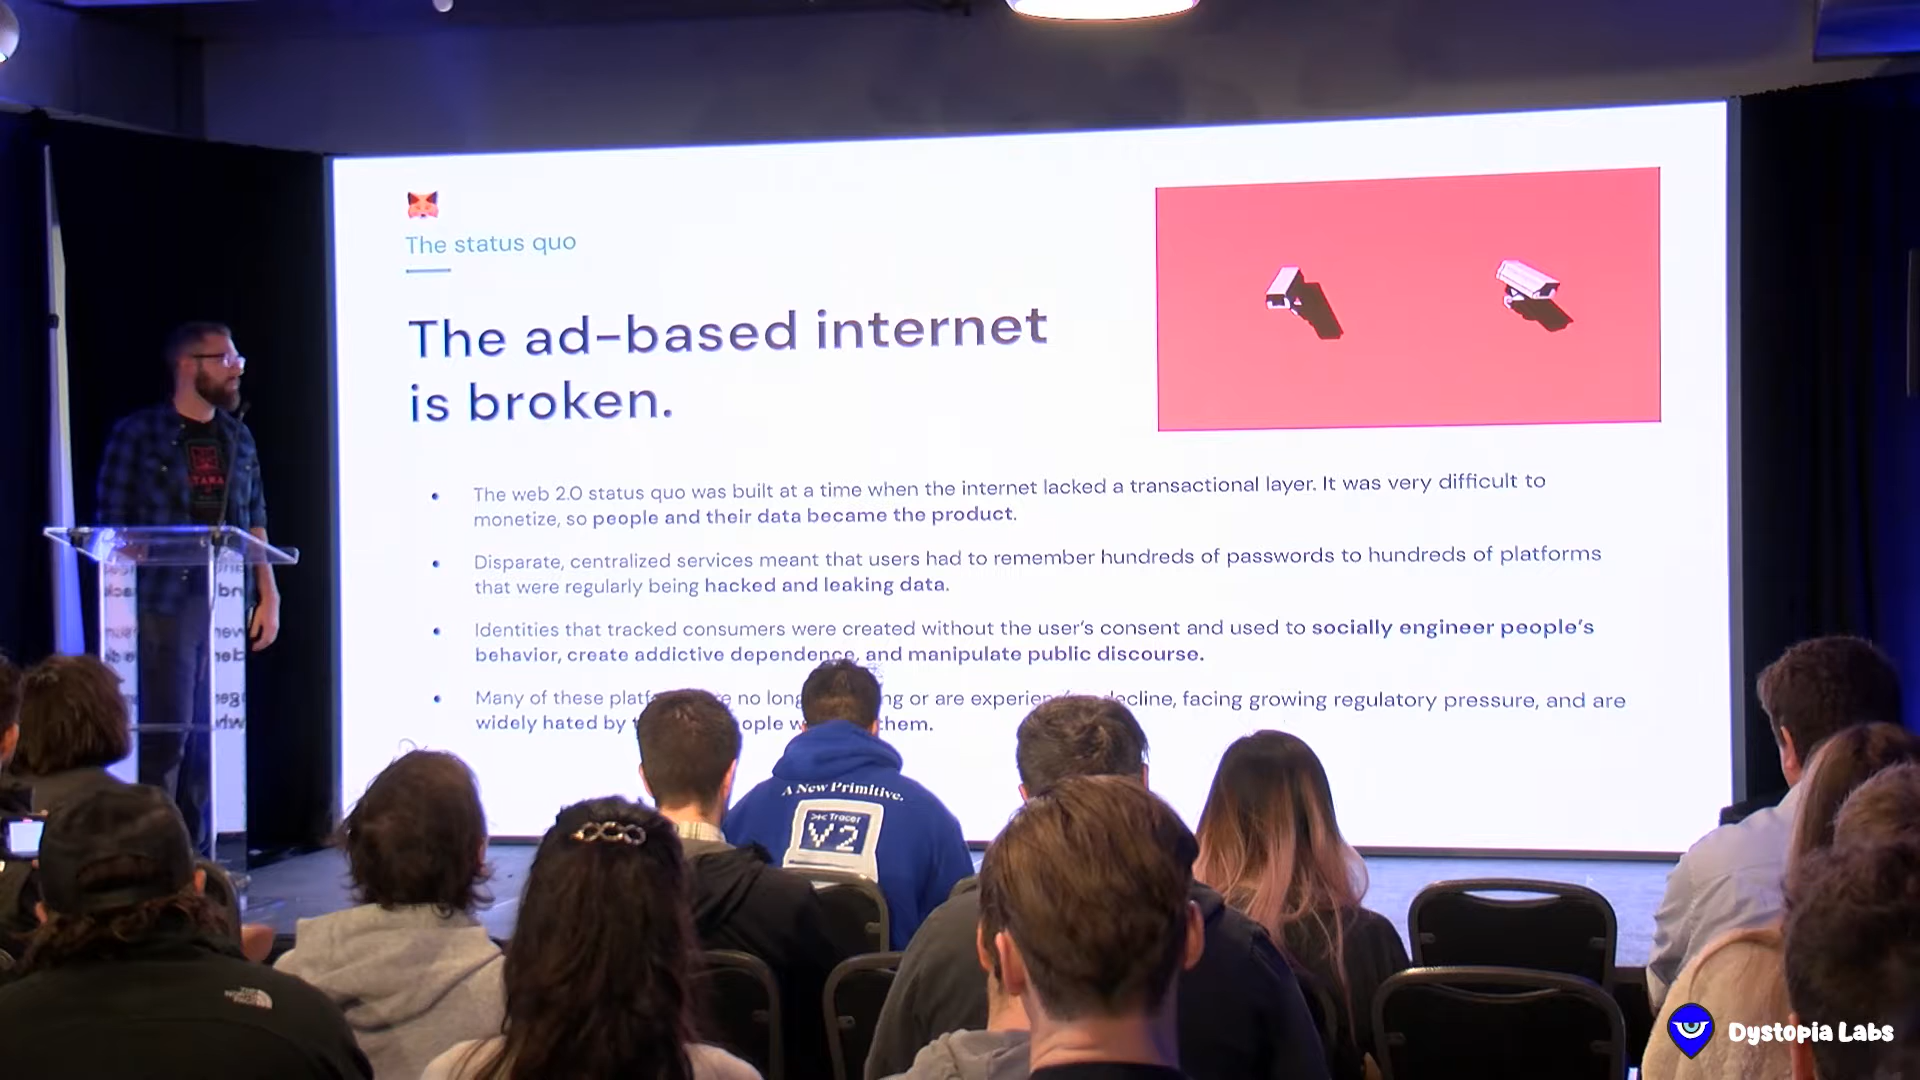 The status quo
The ad-based internet
is broken.
The web 2.0 status quo was built at a time when the internet lacked a transactional layer. It was very difficult to
monetize, so people and their data became the product.
Disparate, centralized services meant that users had to remember hundreds of passwords to hundreds of platforms
that were regularly being hacked and leaking data.
Identities that tracked consumers were created without the user's consent and used to socially engineer people's
behavior, create addictive dependence, and manipulate public discourse.
Many of these no or are facing growing regulatory pressure, and are
widely hated by them.
A New Primitive.
Tracer
V2
THE NORTH FACE
Dystopia Labs